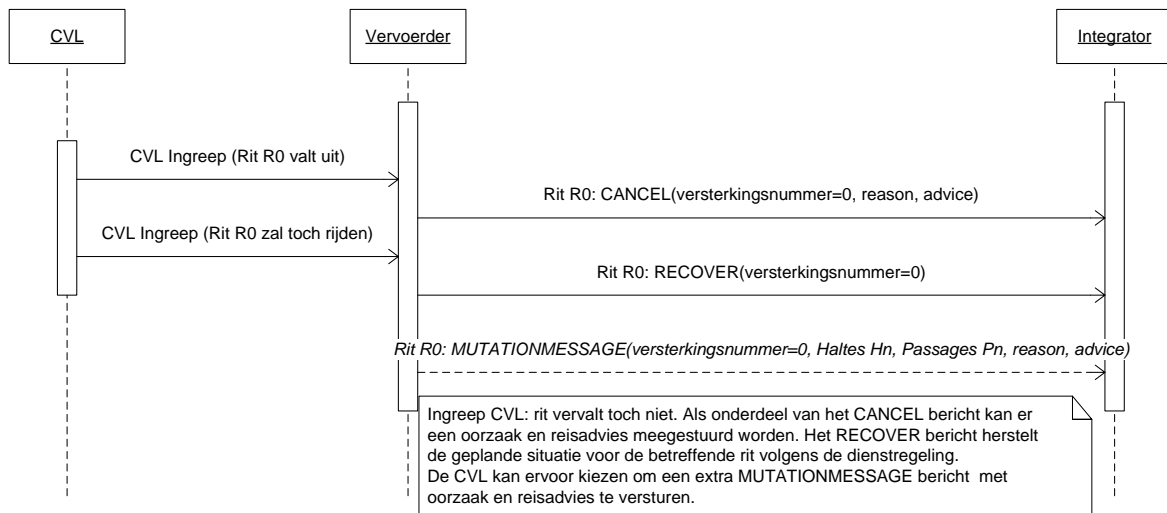 CVL
Vervoerder
Integrator
CVL Ingreep (Rit R0 valt uit)
Rit R0: CANCEL(versterkingsnummer=0, reason, advice)
CVL Ingreep (Rit R0 zal toch rijden)
Rit R0: RECOVER(versterkingsnummer=0)
Rit R0: MUTATIONMESSAGE(versterkingsnummer=0, Haltes Hn, Passages Pn, reason, advice)
Ingreep CVL: rit vervalt toch niet. Als onderdeel van het CANCEL bericht kan er
een oorzaak en reisadvies meegestuurd worden. Het RECOVER bericht herstelt
de geplande situatie voor de betreffende rit volgens de dienstregeling.
De CVL kan ervoor kiezen om een extra MUTATIONMESSAGE bericht met
oorzaak en reisadvies te versturen.